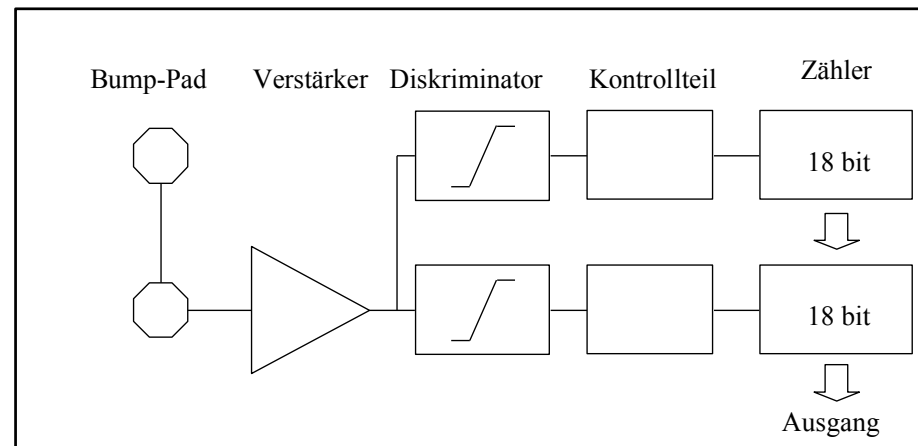 Bump-Pad Verstärker Diskriminator Kontrollteil Zähler
18 bit
18 bit
Ausgang